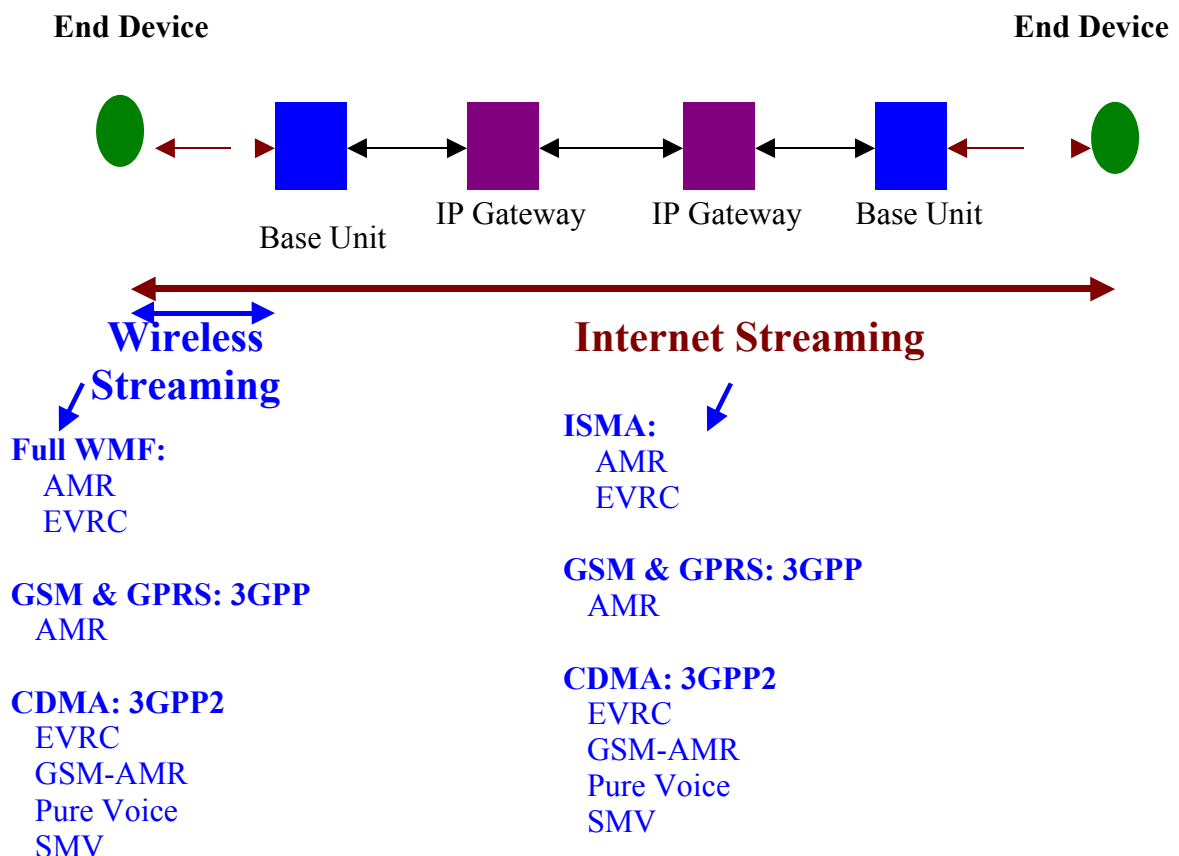 End Device
End Device
IP Gateway
IP Gateway
Base Unit
Base Unit
Wireless
Streaming
Internet Streaming
Full WMF:
AMR
EVRC
GSM & GPRS: 3GPP
AMR
CDMA: 3GPP2
EVRC
GSM-AMR
Pure Voice
SMV
ISMA:
AMR
EVRC
GSM & GPRS: 3GPP
AMR
CDMA: 3GPP2
EVRC
GSM-AMR
Pure Voice
SMV